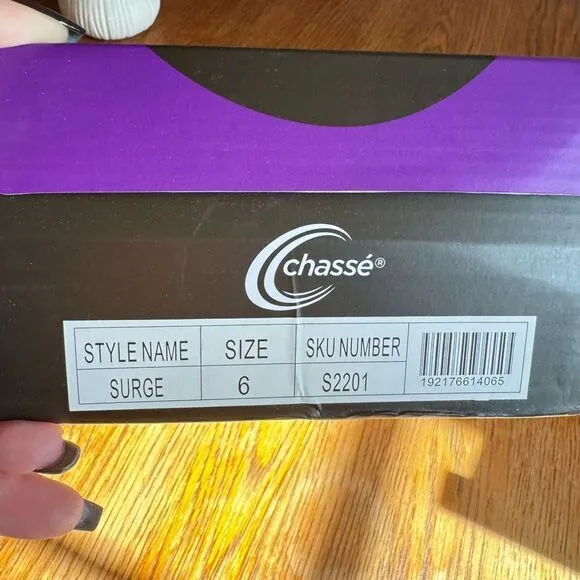 chassé®
STYLE NAME SIZE SKU NUMBER
SURGE 6 S2201
192176614065